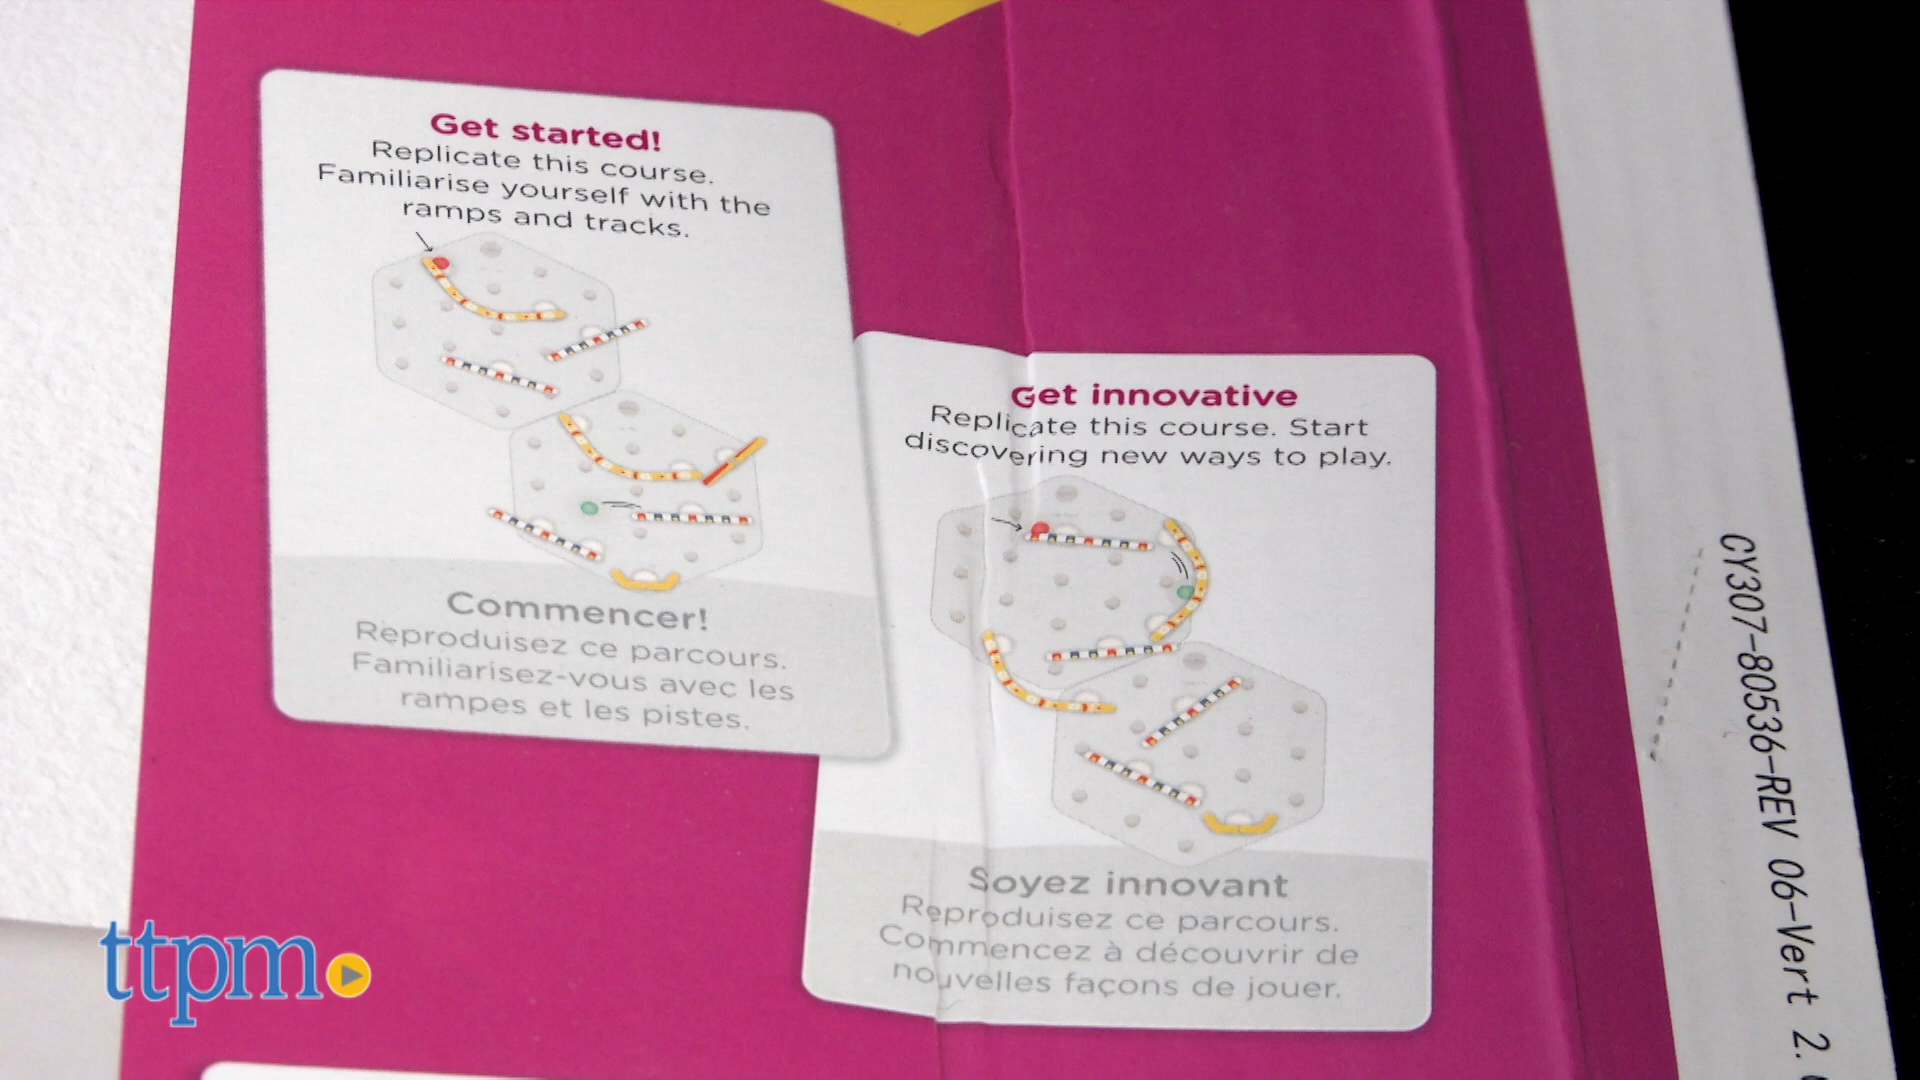 Get started!
Replicate this course.
Familiarise yourself with the
ramps and tracks.
Commencer!
Reproduisez ce parcours.
Familiarisez-vous avec les
rampes et les pistes.
Get innovative
Replicate this course. Start
discovering new ways to play.
Soyez innovant
Reproduisez ce parcours.
Commencez à découvrir de
nouvelles façons de jouer.
CY307-80536-REV 06-Vert 2.
ttpm